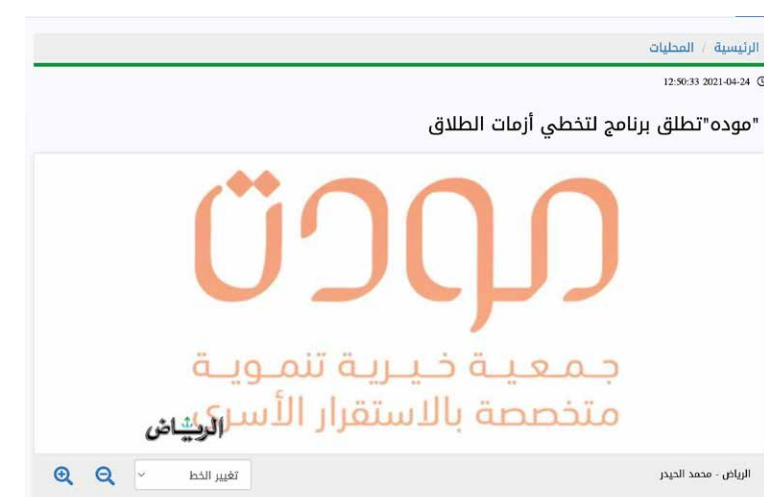 الرئيسية / المحليات
12:50:33 2021-04-24
"موده"تطلق برنامج لتخطي أزمات الطلاق
مودة
جمعية خيرية تنموية
متخصصة بالاستقرار الأسري
الرياض
الرياض - محمد الحيدر
تغيير الخط